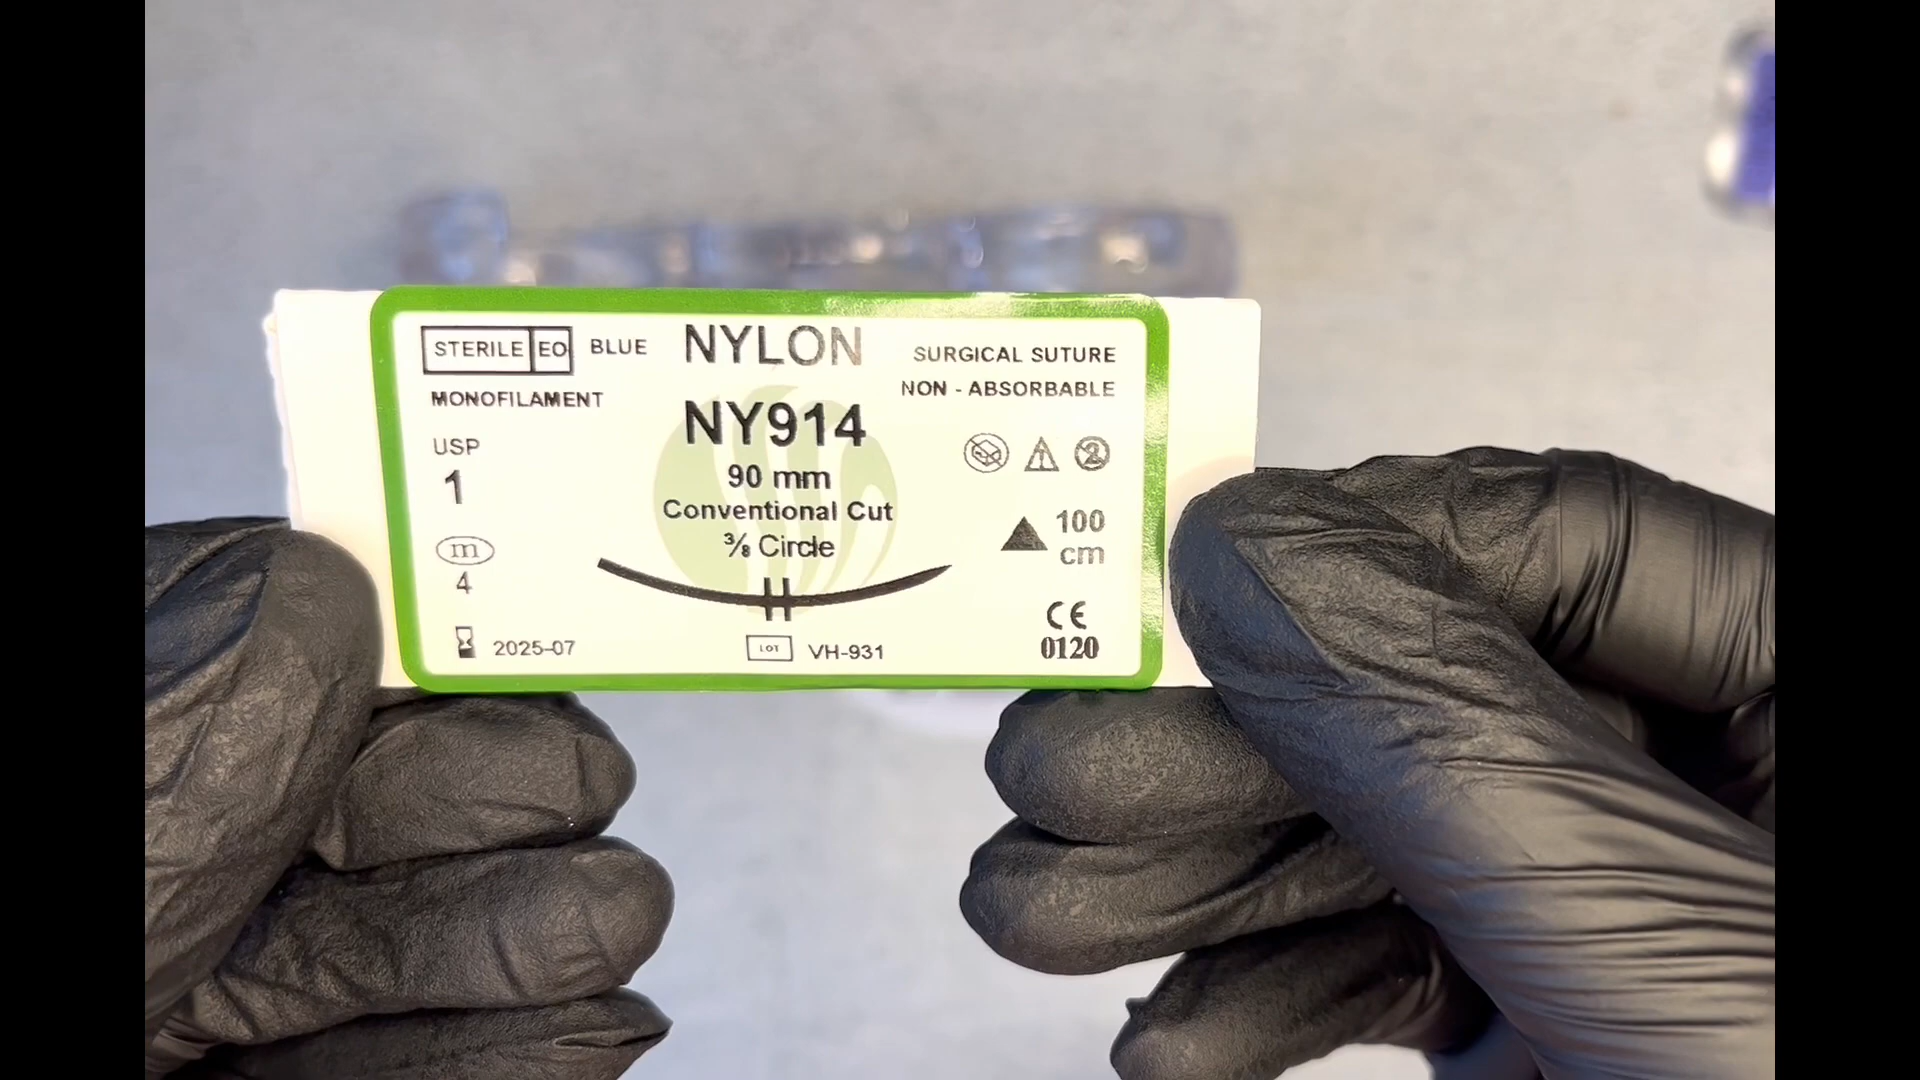 STERILE EO BLUE NYLON SURGICAL SUTURE
MONOFILAMENT NY914 NON - ABSORBABLE
USP 90 mm
1 Conventional Cut
3/8 Circle 100
m cm
4
CE
2025-07 LOT VH-931 0120
2